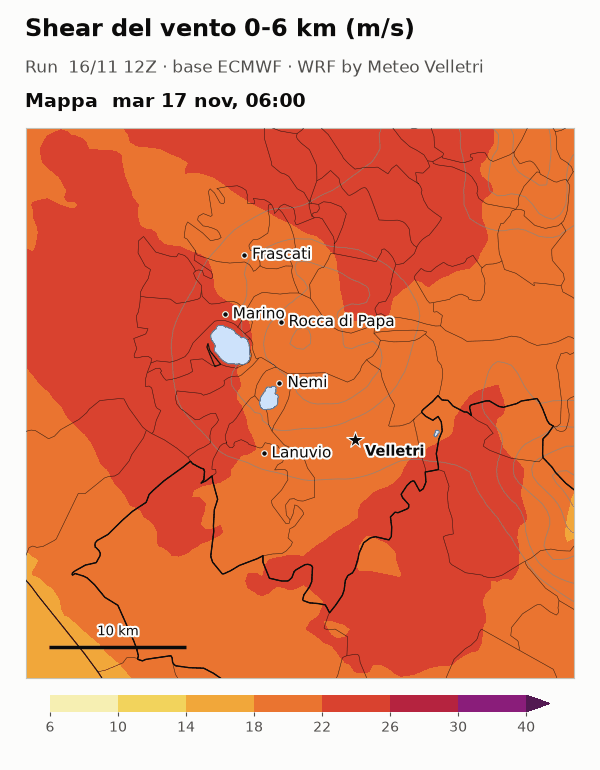 Shear del vento 0-6 km (m/s)
Run  16/11 12Z · base ECMWF · WRF by Meteo Velletri
Mappa  mar 17 nov, 06:00
Frascati
Marino
Rocca di Papa
Nemi
Velletri
Lanuvio
10 km
6 10 14 18 22 26 30 40